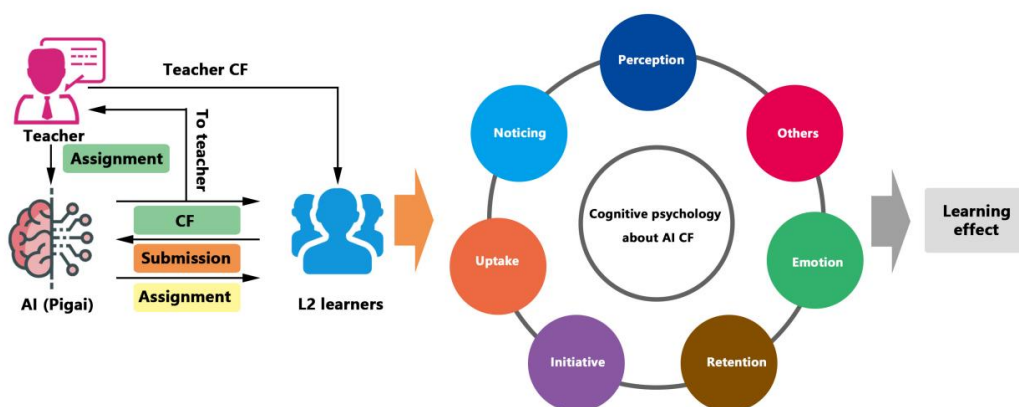 Teacher CF
Teacher
To teacher
Assignment
CF
Submission
Assignment
AI (Pigai)
L2 learners
Perception
Noticing
Others
Cognitive psychology
about AI CF
Uptake
Emotion
Initiative
Retention
Learning
effect